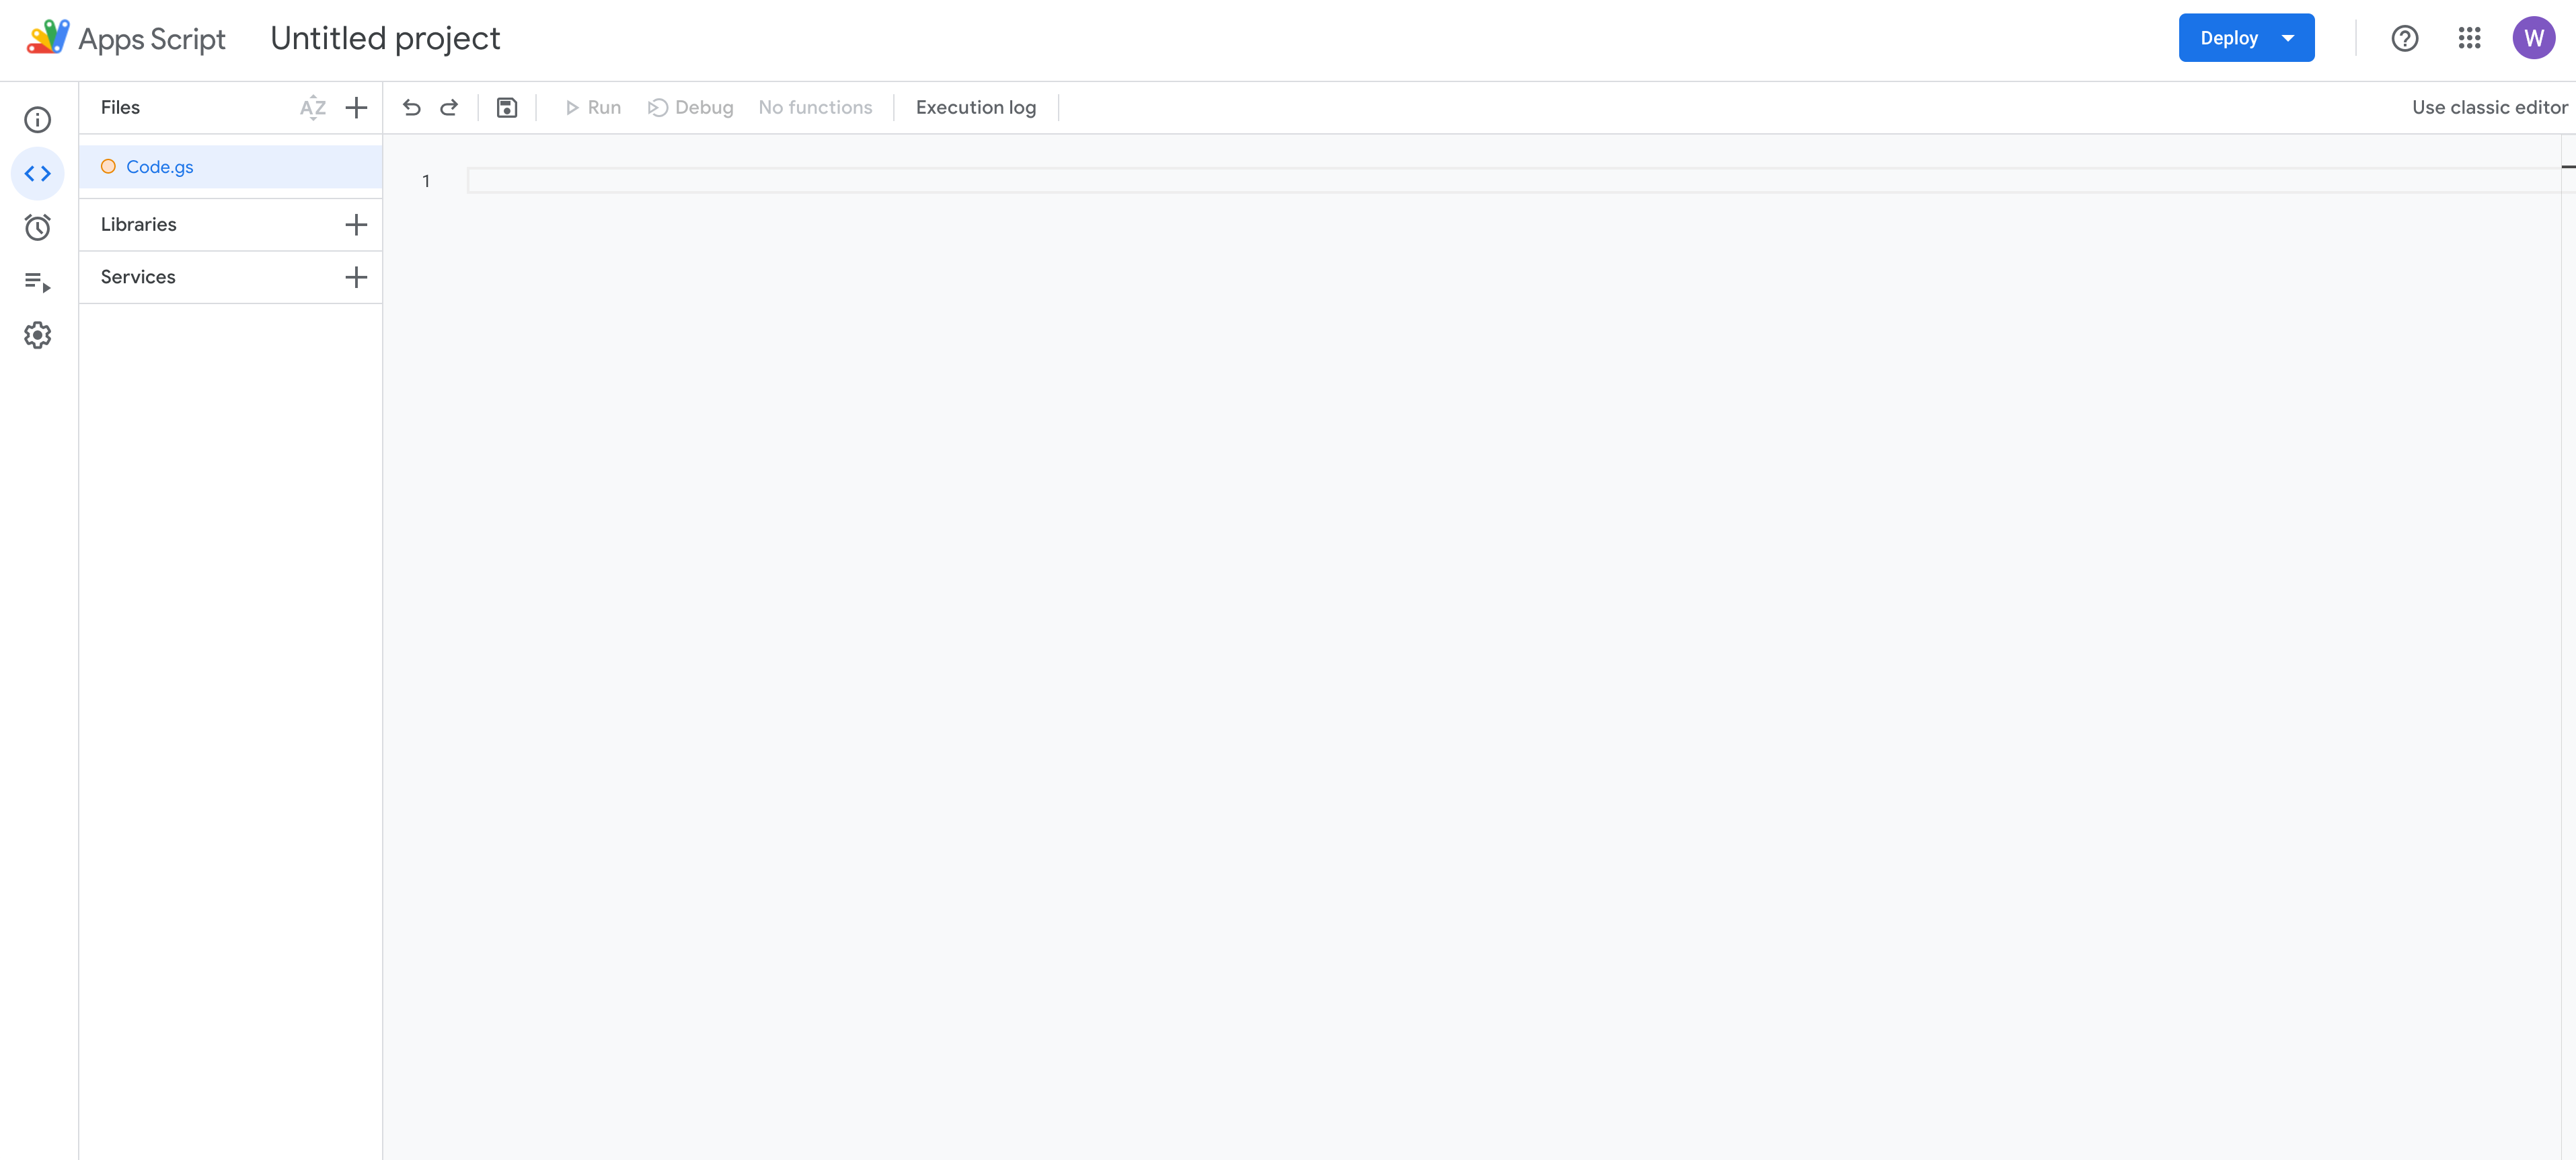 Apps Script Untitled project Deploy W
Files AZ Run Debug No functions Execution log Use classic editor
Code.gs
1
Libraries
Services